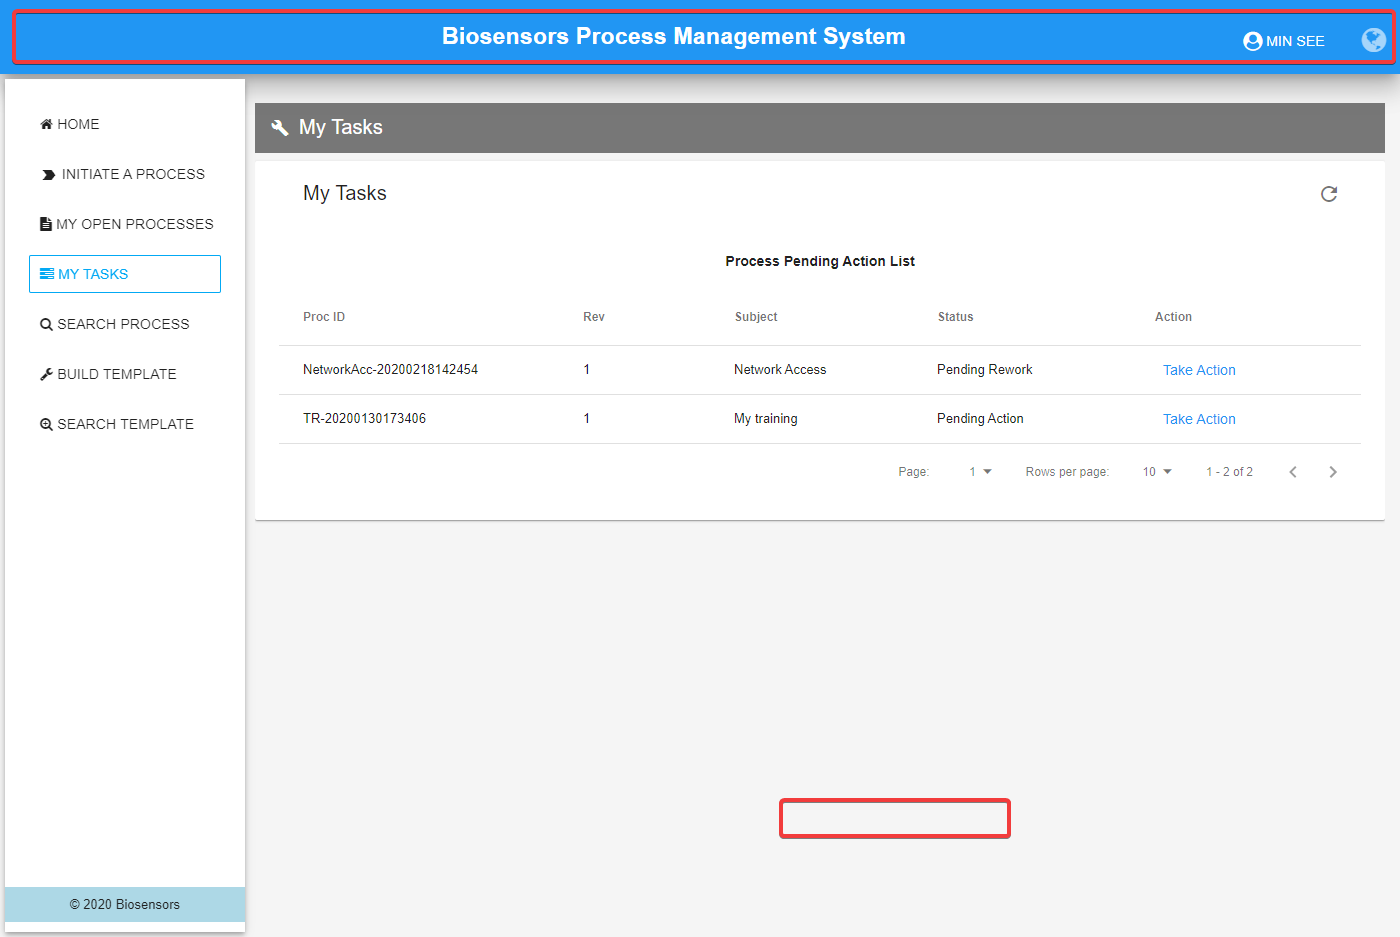 Biosensors Process Management System
MIN SEE
HOME
INITIATE A PROCESS
MY OPEN PROCESSES
MY TASKS
SEARCH PROCESS
BUILD TEMPLATE
SEARCH TEMPLATE
© 2020 Biosensors
My Tasks
My Tasks
Process Pending Action List
Proc ID Rev Subject Status Action
NetworkAcc-20200218142454 1 Network Access Pending Rework Take Action
TR-20200130173406 1 My training Pending Action Take Action
Page: 1 Rows per page: 10 1 - 2 of 2